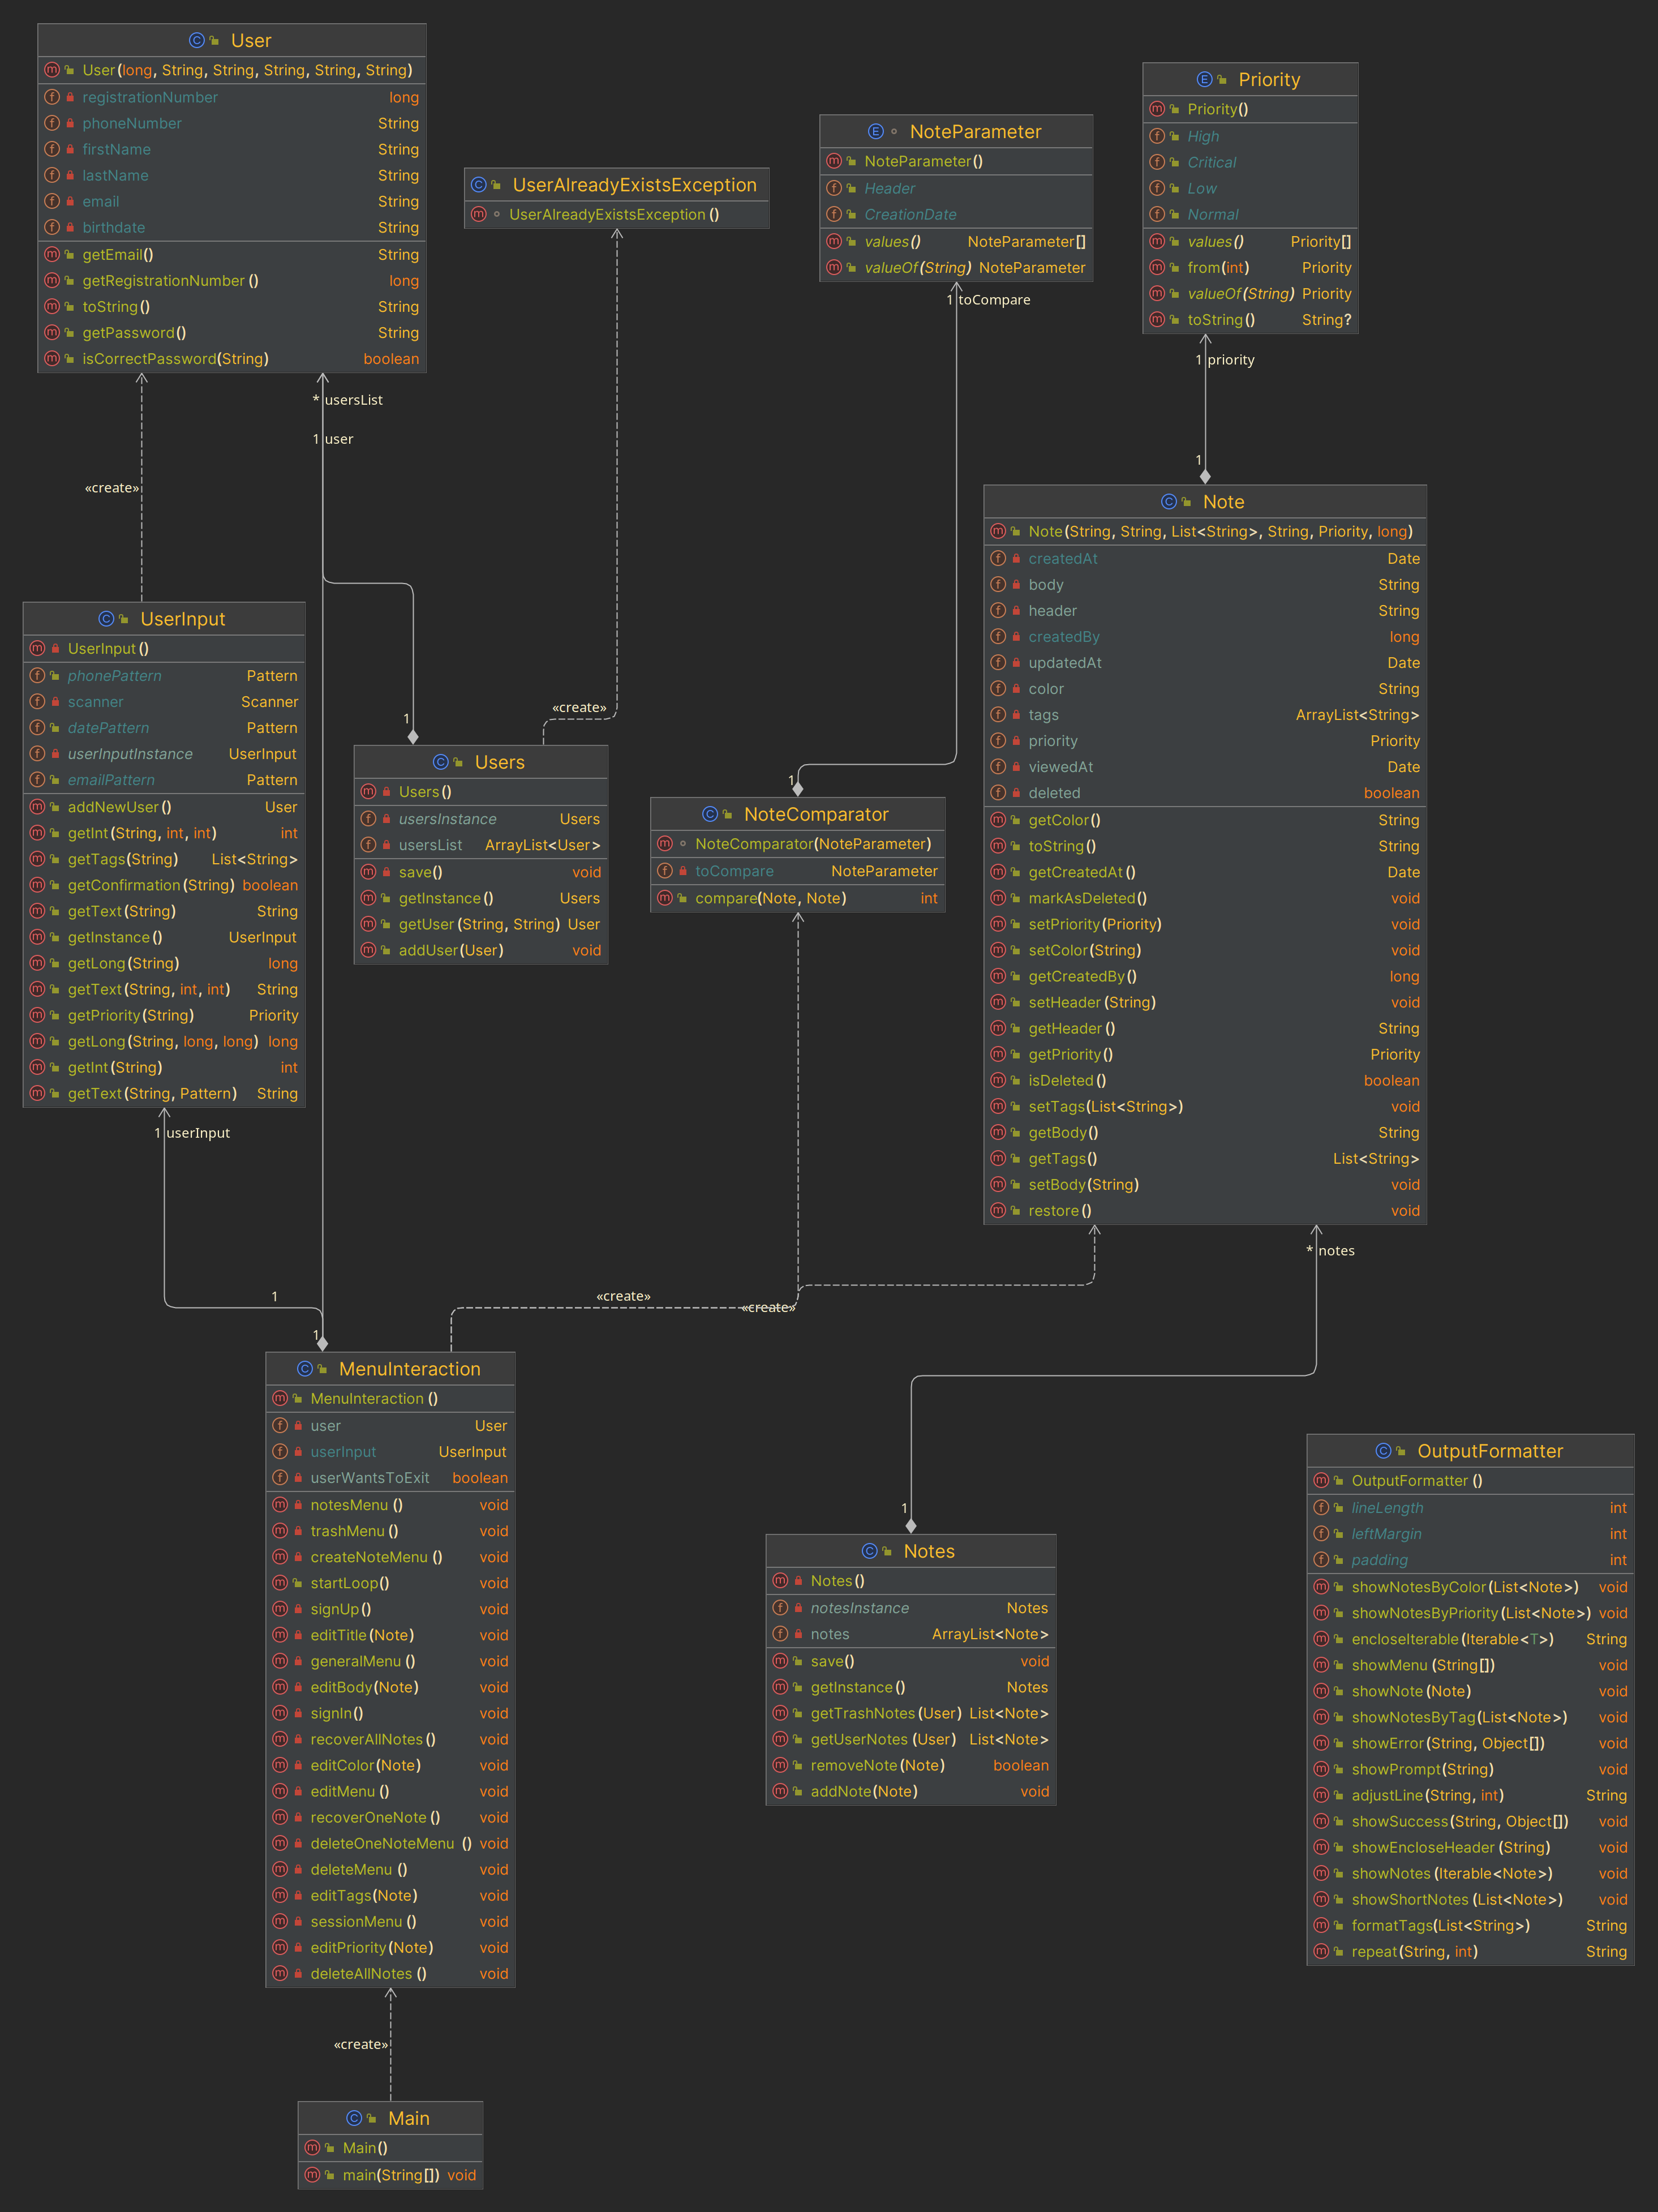 User
User(long, String, String, String, String, String)
registrationNumber long
phoneNumber String
firstName String
lastName String
email String
birthdate String
getEmail() String
getRegistrationNumber() long
toString() String
getPassword() String
isCorrectPassword(String) boolean
UserAlreadyExistsException
UserAlreadyExistsException()
NoteParameter
NoteParameter()
Header
CreationDate
values() NoteParameter[]
valueOf(String) NoteParameter
Priority
Priority()
High
Critical
Low
Normal
values() Priority[]
from(int) Priority
valueOf(String) Priority
toString() String?
1 toCompare
1 priority
1
* usersList
1 user
«create»
«create»
1
1
Note
Note(String, String, List<String>, String, Priority, long)
createdAt Date
body String
header String
createdBy long
updatedAt Date
color String
tags ArrayList<String>
priority Priority
viewedAt Date
deleted boolean
getColor() String
toString() String
getCreatedAt() Date
markAsDeleted() void
setPriority(Priority) void
setColor(String) void
getCreatedBy() long
setHeader(String) void
getHeader() String
getPriority() Priority
isDeleted() boolean
setTags(List<String>) void
getBody() String
getTags() List<String>
setBody(String) void
restore() void
UserInput
UserInput()
phonePattern Pattern
scanner Scanner
datePattern Pattern
userInputInstance UserInput
emailPattern Pattern
addNewUser() User
getInt(String, int, int) int
getTags(String) List<String>
getConfirmation(String) boolean
getText(String) String
getInstance() UserInput
getLong(String) long
getText(String, int, int) String
getPriority(String) Priority
getLong(String, long, long) long
getInt(String) int
getText(String, Pattern) String
Users
Users()
usersInstance Users
usersList ArrayList<User>
save() void
getInstance() Users
getUser(String, String) User
addUser(User) void
NoteComparator
NoteComparator(NoteParameter)
toCompare NoteParameter
compare(Note, Note) int
1 userInput
* notes
1
«create»
«create»
1
MenuInteraction
MenuInteraction()
user User
userInput UserInput
userWantsToExit boolean
notesMenu() void
trashMenu() void
createNoteMenu() void
startLoop() void
signUp() void
editTitle(Note) void
generalMenu() void
editBody(Note) void
signIn() void
recoverAllNotes() void
editColor(Note) void
editMenu() void
recoverOneNote() void
deleteOneNoteMenu() void
deleteMenu() void
editTags(Note) void
sessionMenu() void
editPriority(Note) void
deleteAllNotes() void
1
Notes
Notes()
notesInstance Notes
notes ArrayList<Note>
save() void
getInstance() Notes
getTrashNotes(User) List<Note>
getUserNotes(User) List<Note>
removeNote(Note) boolean
addNote(Note) void
OutputFormatter
OutputFormatter()
lineLength int
leftMargin int
padding int
showNotesByColor(List<Note>) void
showNotesByPriority(List<Note>) void
encloseIterable(Iterable<T>) String
showMenu(String[]) void
showNote(Note) void
showNotesByTag(List<Note>) void
showError(String, Object[]) void
showPrompt(String) void
adjustLine(String, int) String
showSuccess(String, Object[]) void
showEncloseHeader(String) void
showNotes(Iterable<Note>) void
showShortNotes(List<Note>) void
formatTags(List<String>) String
repeat(String, int) String
«create»
Main
Main()
main(String[]) void